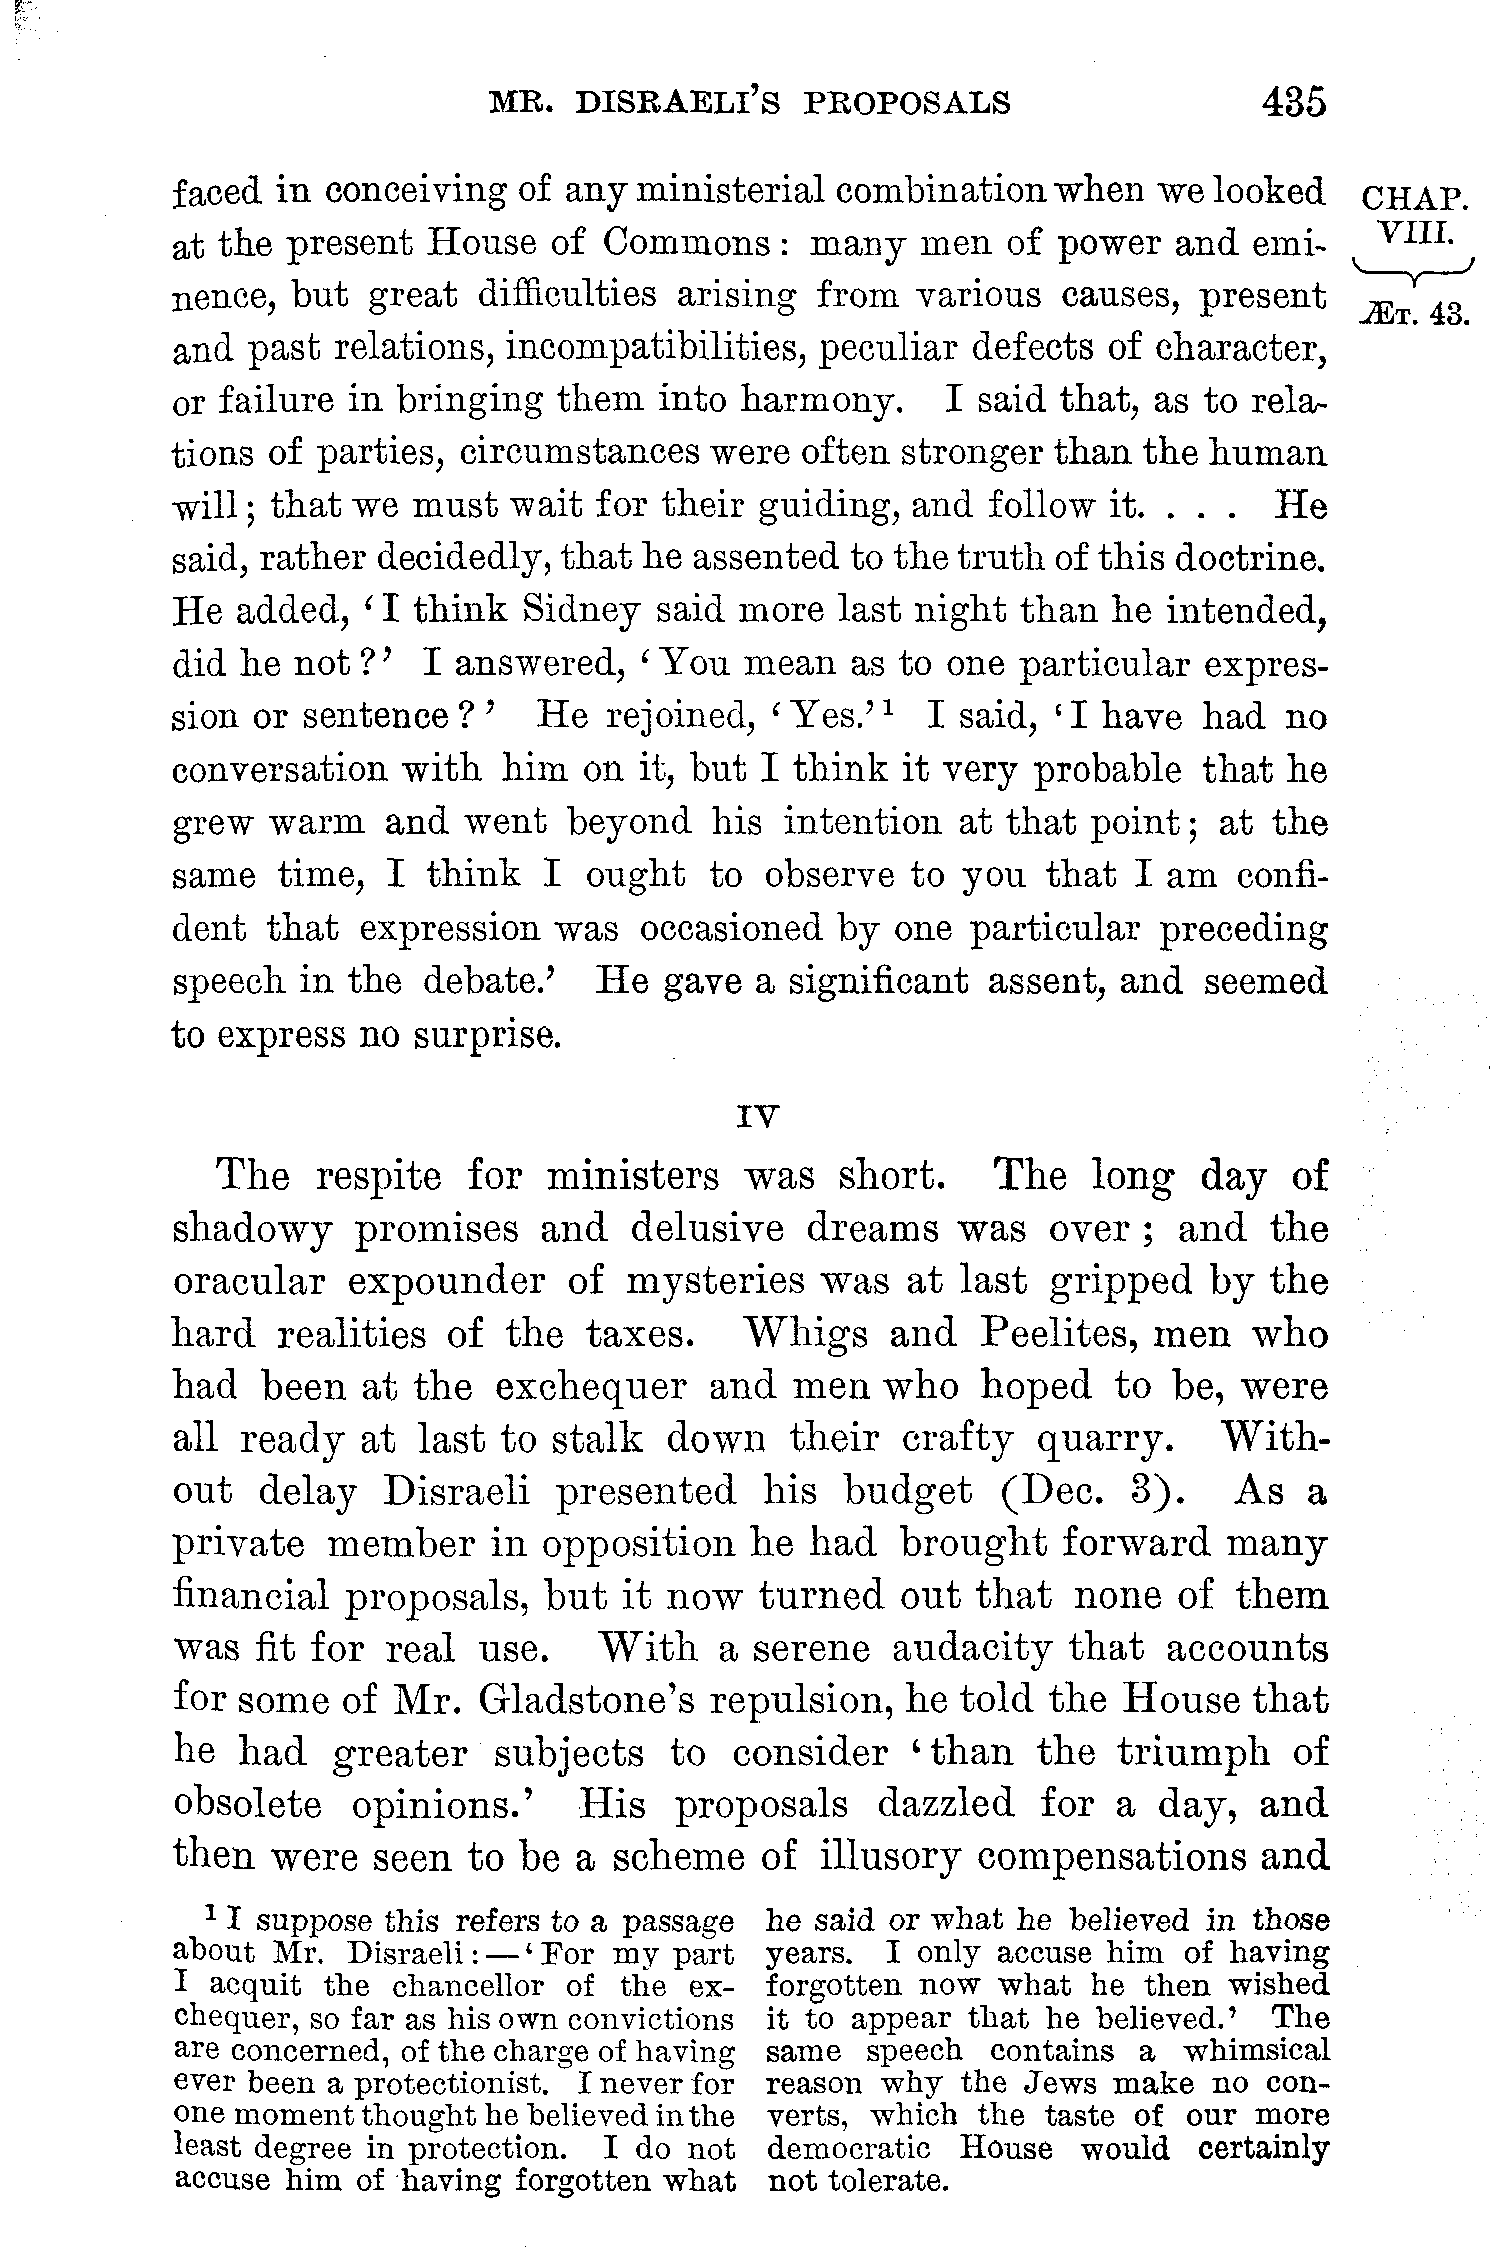 MR. DISRAELI'S PROPOSALS 435
CHAP.
VIII.
ÆT. 43.
faced in conceiving of any ministerial combination when we looked
at the present House of Commons: many men of power and emi-
nence, but great difficulties arising from various causes, present
and past relations, incompatibilities, peculiar defects of character,
or failure in bringing them into harmony. I said that, as to rela-
tions of parties, circumstances were often stronger than the human
will; that we must wait for their guiding, and follow it. . . . He
said, rather decidedly, that he assented to the truth of this doctrine.
He added, ‘I think Sidney said more last night than he intended,
did he not?’ I answered, ‘You mean as to one particular expres-
sion or sentence?’ He rejoined, ‘Yes.’¹ I said, ‘I have had no
conversation with him on it, but I think it very probable that he
grew warm and went beyond his intention at that point; at the
same time, I think I ought to observe to you that I am confi-
dent that expression was occasioned by one particular preceding
speech in the debate.’ He gave a significant assent, and seemed
to express no surprise.
IV
The respite for ministers was short. The long day of
shadowy promises and delusive dreams was over; and the
oracular expounder of mysteries was at last gripped by the
hard realities of the taxes. Whigs and Peelites, men who
had been at the exchequer and men who hoped to be, were
all ready at last to stalk down their crafty quarry. With-
out delay Disraeli presented his budget (Dec. 3). As a
private member in opposition he had brought forward many
financial proposals, but it now turned out that none of them
was fit for real use. With a serene audacity that accounts
for some of Mr. Gladstone's repulsion, he told the House that
he had greater subjects to consider ‘than the triumph of
obsolete opinions.’ His proposals dazzled for a day, and
then were seen to be a scheme of illusory compensations and
¹ I suppose this refers to a passage
about Mr. Disraeli:—‘For my part
I acquit the chancellor of the ex-
chequer, so far as his own convictions
are concerned, of the charge of having
ever been a protectionist. I never for
one moment thought he believed in the
least degree in protection. I do not
accuse him of having forgotten what
he said or what he believed in those
years. I only accuse him of having
forgotten now what he then wished
it to appear that he believed.’ The
same speech contains a whimsical
reason why the Jews make no con-
verts, which the taste of our more
democratic House would certainly
not tolerate.